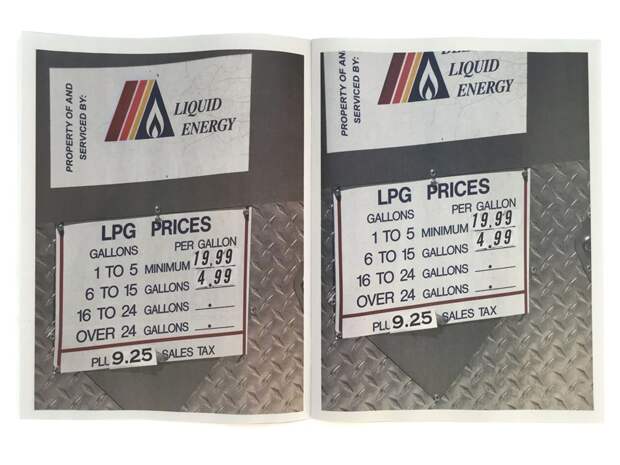 PROPERTY OF AND
SERVICED BY:
LIQUID
ENERGY
LPG PRICES
GALLONS PER GALLON
1 TO 5 MINIMUM 19.99
6 TO 15 GALLONS 4.99
16 TO 24 GALLONS .
OVER 24 GALLONS .
PLL 9.25 SALES TAX
PROPERTY OF AND
SERVICED BY:
LIQUID
ENERGY
LPG PRICES
GALLONS PER GALLON
1 TO 5 MINIMUM 19.99
6 TO 15 GALLONS 4.99
16 TO 24 GALLONS .
OVER 24 GALLONS .
PLL 9.25 SALES TAX